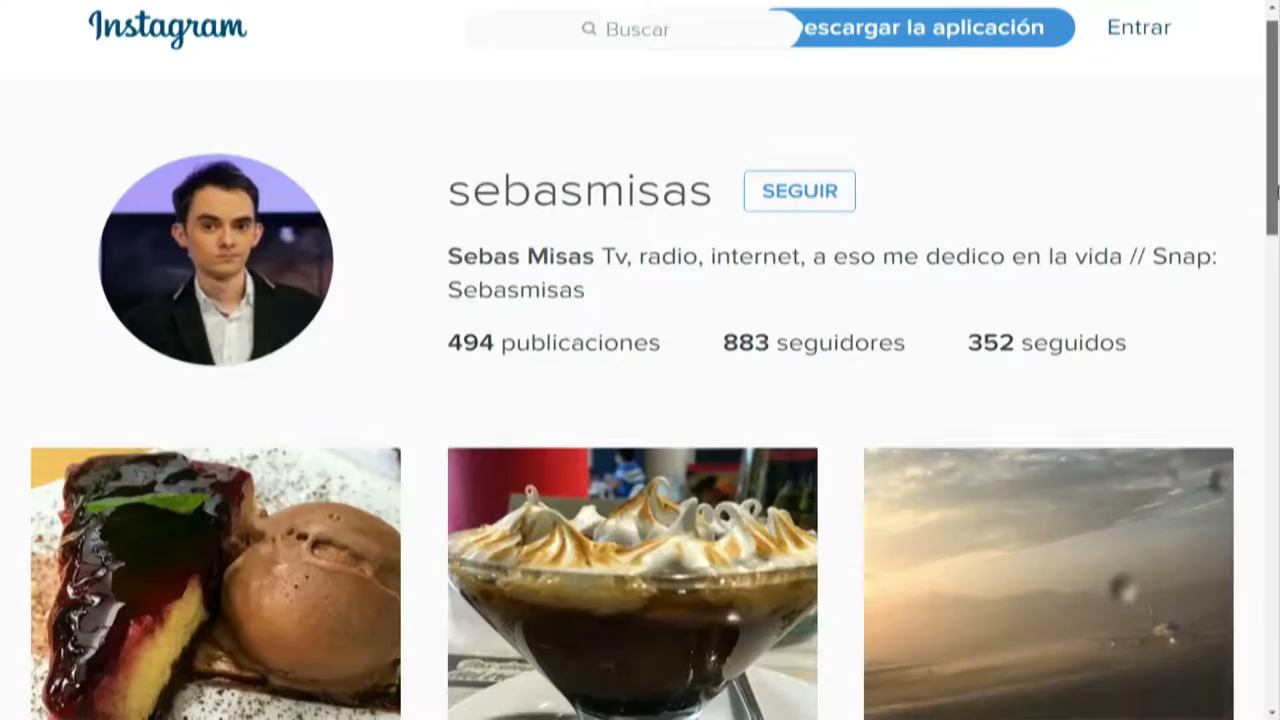 Instagram
Buscar
escargar la aplicación
Entrar
sebasmisas
SEGUIR
Sebas Misas Tv, radio, internet, a eso me dedico en la vida // Snap:
Sebasmisas
494 publicaciones
883 seguidores
352 seguidos